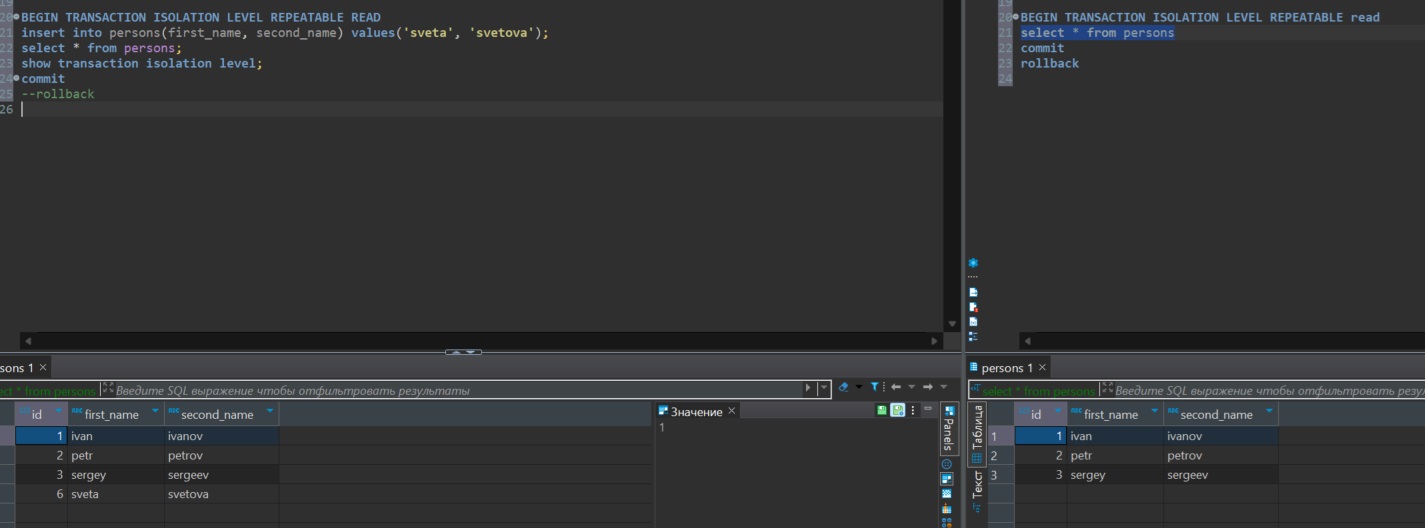 19
20 BEGIN TRANSACTION ISOLATION LEVEL REPEATABLE READ
21 insert into persons(first_name, second_name) values('sveta', 'svetova');
22 select * from persons;
23 show transaction isolation level;
24 commit
25 --rollback
26
19
20 BEGIN TRANSACTION ISOLATION LEVEL REPEATABLE read
21 select * from persons
22 commit
23 rollback
24
sons 1
ect * from persons Введите SQL выражение чтобы отфильтровать результаты
id first_name second_name
1 ivan ivanov
2 petr petrov
3 sergey sergeev
6 sveta svetova
Значение
1
Panels
persons 1
select * from persons Введите SQL выражение чтобы отфильтровать резул
Таблица
Текст
id first_name second_name
1 1 ivan ivanov
2 2 petr petrov
3 3 sergey sergeev